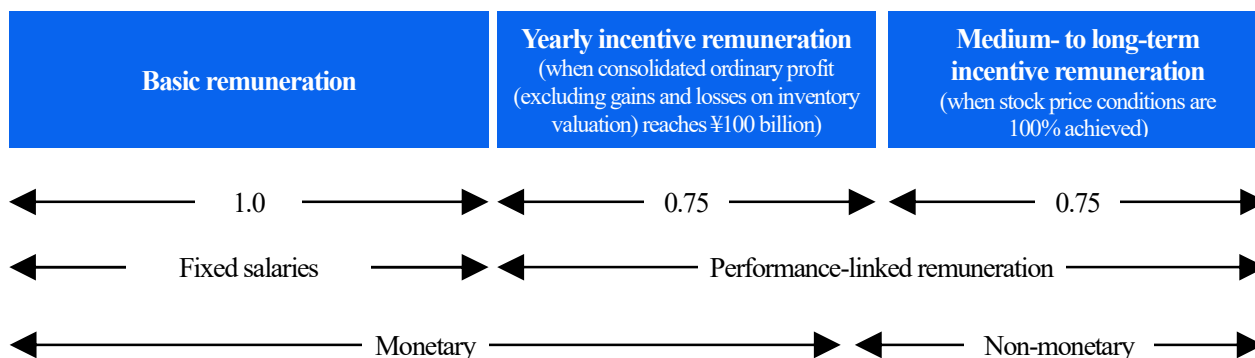 Basic remuneration
Yearly incentive remuneration
(when consolidated ordinary profit
(excluding gains and losses on inventory
valuation) reaches ¥100 billion)
Medium- to long-term
incentive remuneration
(when stock price conditions are
100% achieved)
1.0
0.75
0.75
Fixed salaries
Performance-linked remuneration
Monetary
Non-monetary